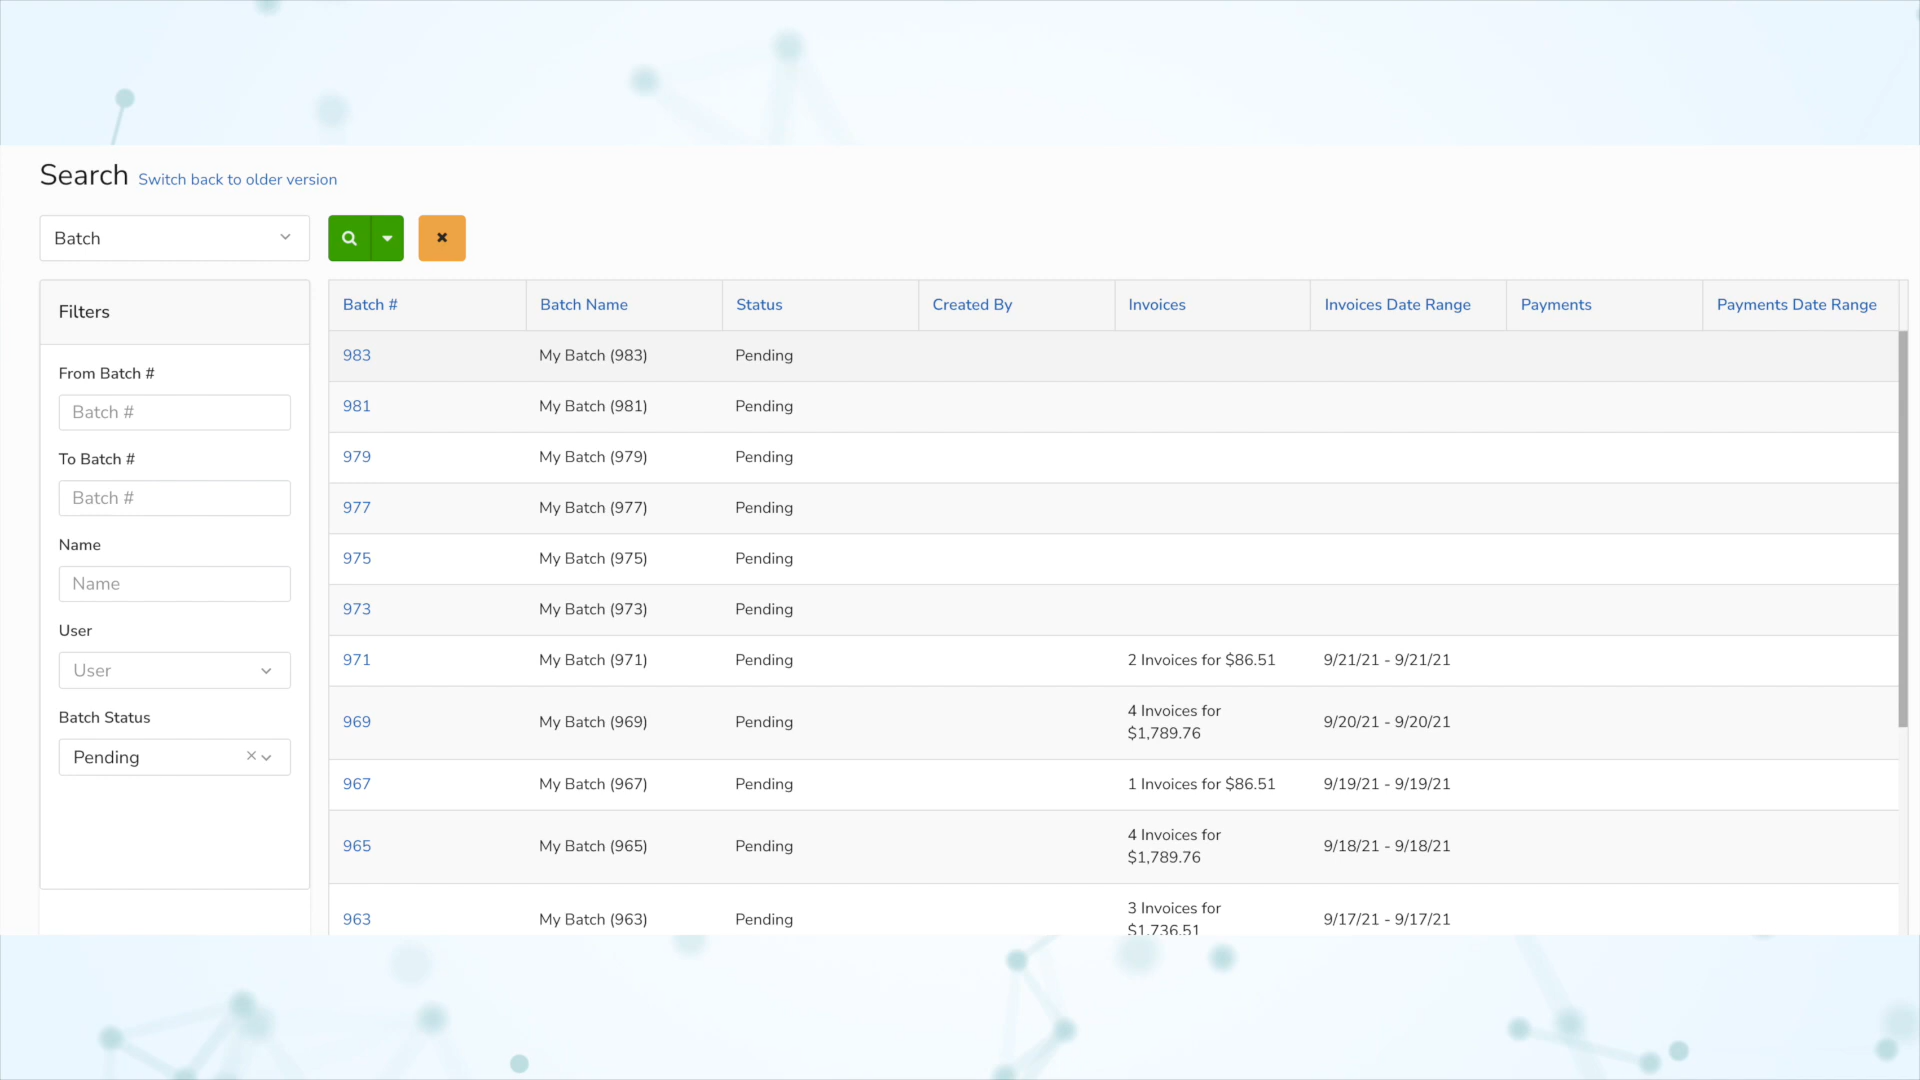 Search Switch back to older version
Batch
Filters
From Batch #
Batch #
To Batch #
Batch #
Name
Name
User
User
Batch Status
Pending
Batch # Batch Name Status Created By Invoices Invoices Date Range Payments Payments Date Range
983 My Batch (983) Pending
981 My Batch (981) Pending
979 My Batch (979) Pending
977 My Batch (977) Pending
975 My Batch (975) Pending
973 My Batch (973) Pending
971 My Batch (971) Pending 2 Invoices for $86.51 9/21/21 - 9/21/21
969 My Batch (969) Pending 4 Invoices for
$1,789.76 9/20/21 - 9/20/21
967 My Batch (967) Pending 1 Invoices for $86.51 9/19/21 - 9/19/21
965 My Batch (965) Pending 4 Invoices for
$1,789.76 9/18/21 - 9/18/21
963 My Batch (963) Pending 3 Invoices for
$1,736.51 9/17/21 - 9/17/21